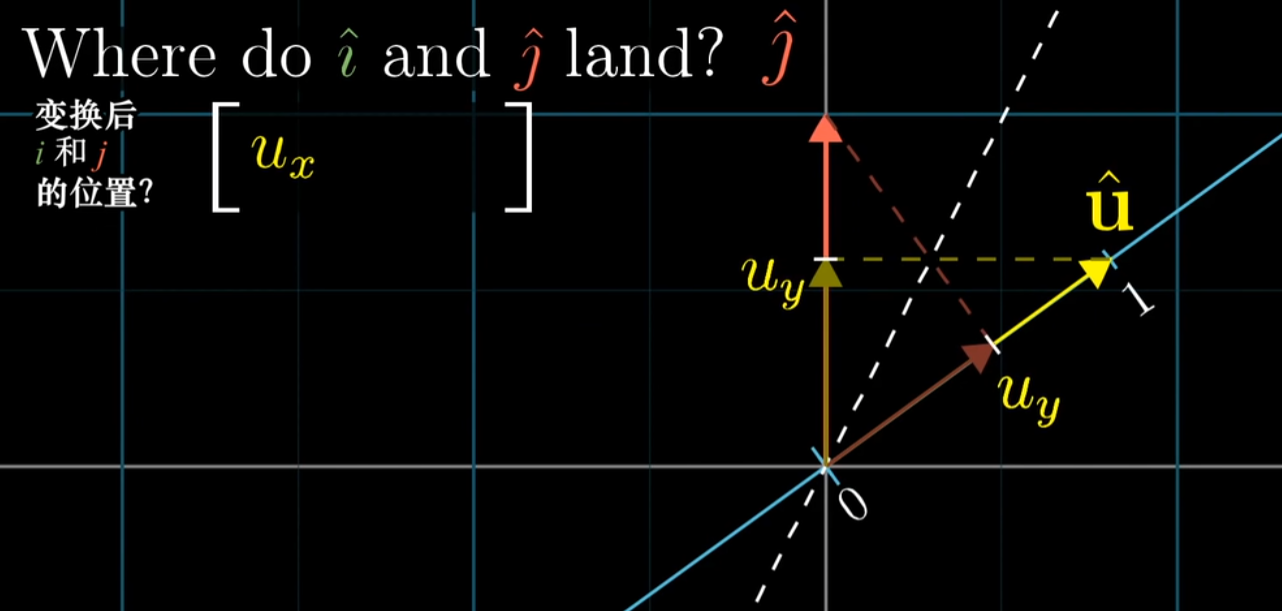 Where do î and ĵ land?
ĵ
变换后
i 和 j
的位置?
[ u_x ]
û
u_y
1
u_y
0